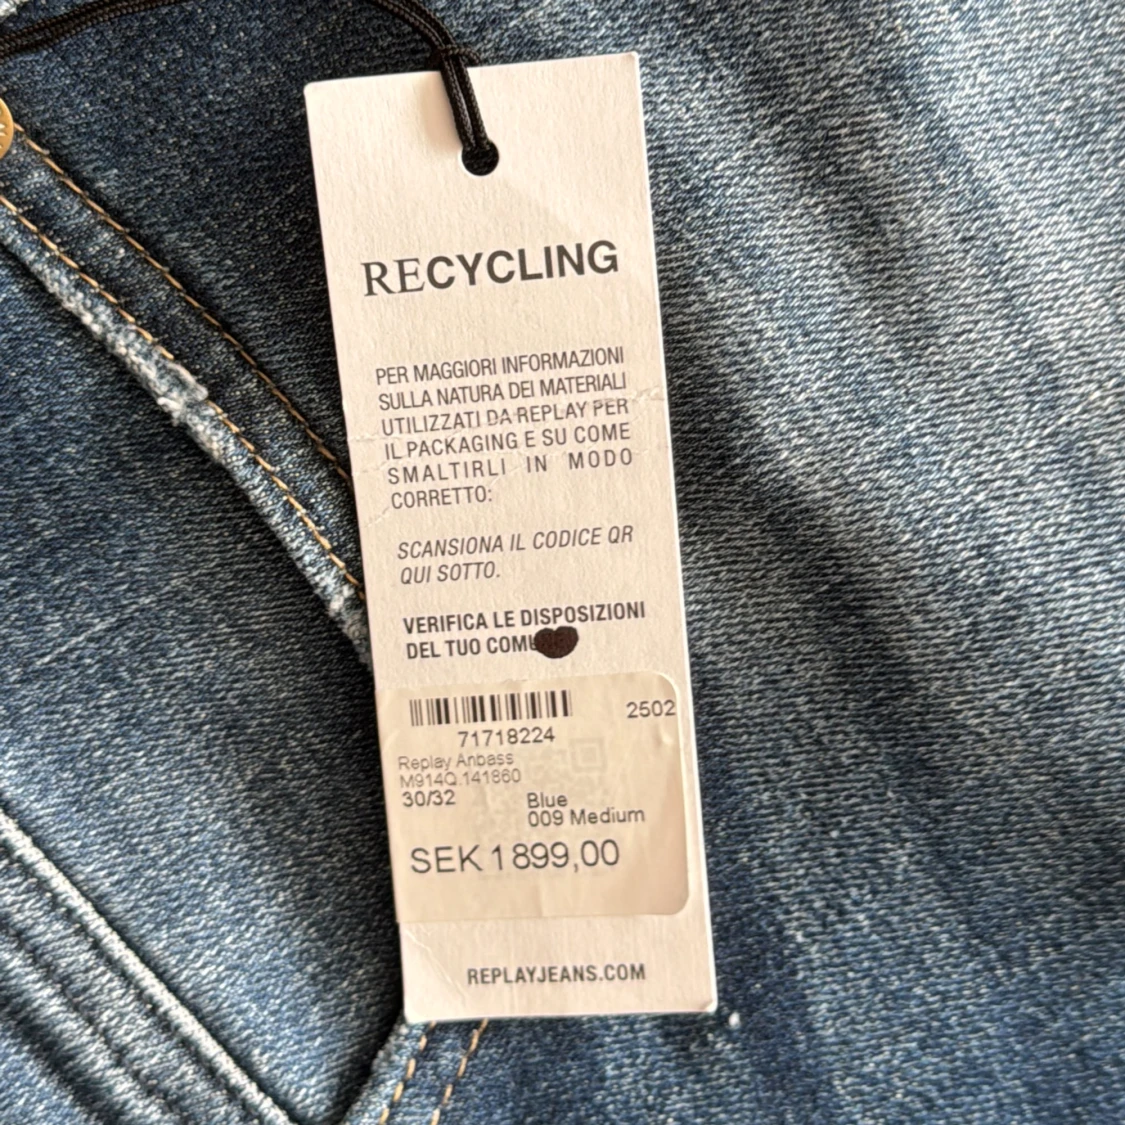 RECYCLING
PER MAGGIORI INFORMAZIONI
SULLA NATURA DEI MATERIALI
UTILIZZATI DA REPLAY PER
IL PACKAGING E SU COME
SMALTIRLI IN MODO
CORRETTO:
SCANSIONA IL CODICE QR
QUI SOTTO.
VERIFICA LE DISPOSIZIONI
DEL TUO
2502
71718224
Replay Anbass
M914Q.141860
30/32
Blue
009 Medium
SEK 1 899,00
REPLAYJEANS.COM